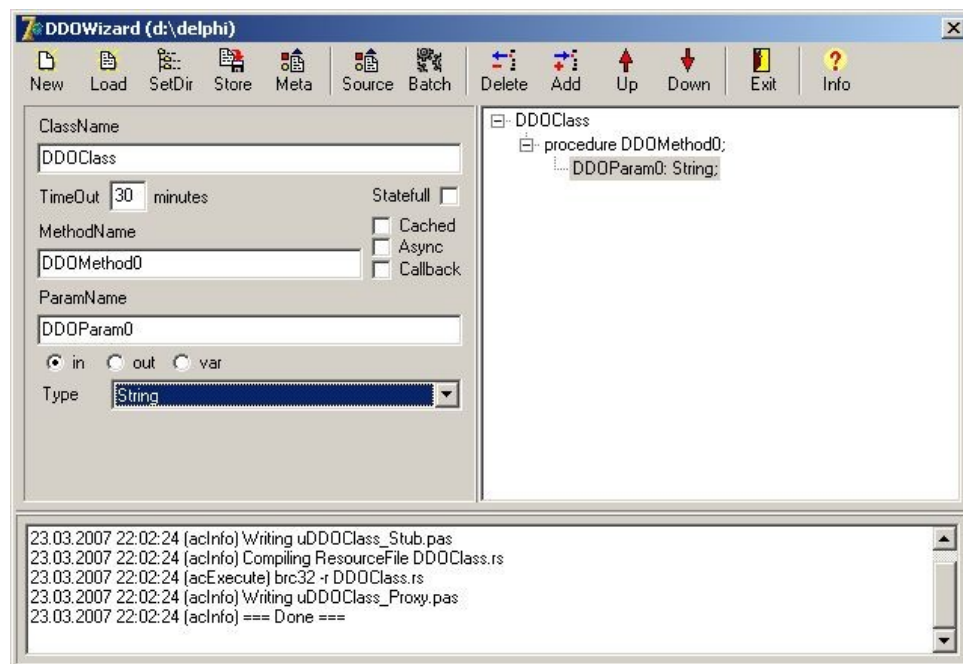 DDOWizard (d:\delphi)
New Load SetDir Store Meta Source Batch Delete Add Up Down Exit Info
ClassName
DDOClass
TimeOut 30 minutes Statefull
MethodName
Cached
Async
DDOMethod0
Callback
ParamName
DDOParam0
in out var
Type String
DDOClass
procedure DDOMethod0;
DDOParam0: String;
23.03.2007 22:02:24 (acInfo) Writing uDDOClass_Stub.pas
23.03.2007 22:02:24 (acInfo) Compiling ResourceFile DDOClass.rs
23.03.2007 22:02:24 (acExecute) brc32 -r DDOClass.rs
23.03.2007 22:02:24 (acInfo) Writing uDDOClass_Proxy.pas
23.03.2007 22:02:24 (acInfo) === Done ===